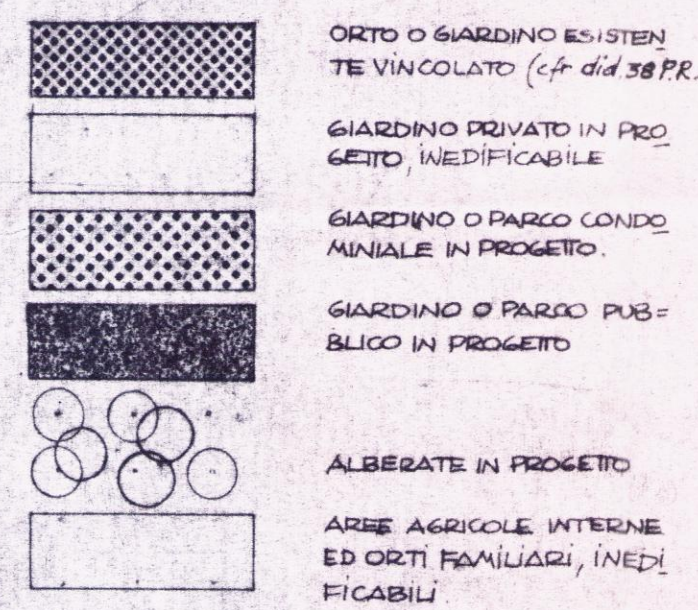 ORTO O GIARDINO ESISTEN
TE VINCOLATO (cfr did. 38 P.R.
GIARDINO PRIVATO IN PRO
GETTO, INEDIFICABILE
GIARDINO O PARCO CONDO
MINIALE IN PROGETTO.
GIARDINO O PARCO PUB=
BLICO IN PROGETTO
ALBERATE IN PROGETTO
AREE AGRICOLE INTERNE
ED ORTI FAMILIARI, INEDI
FICABILI